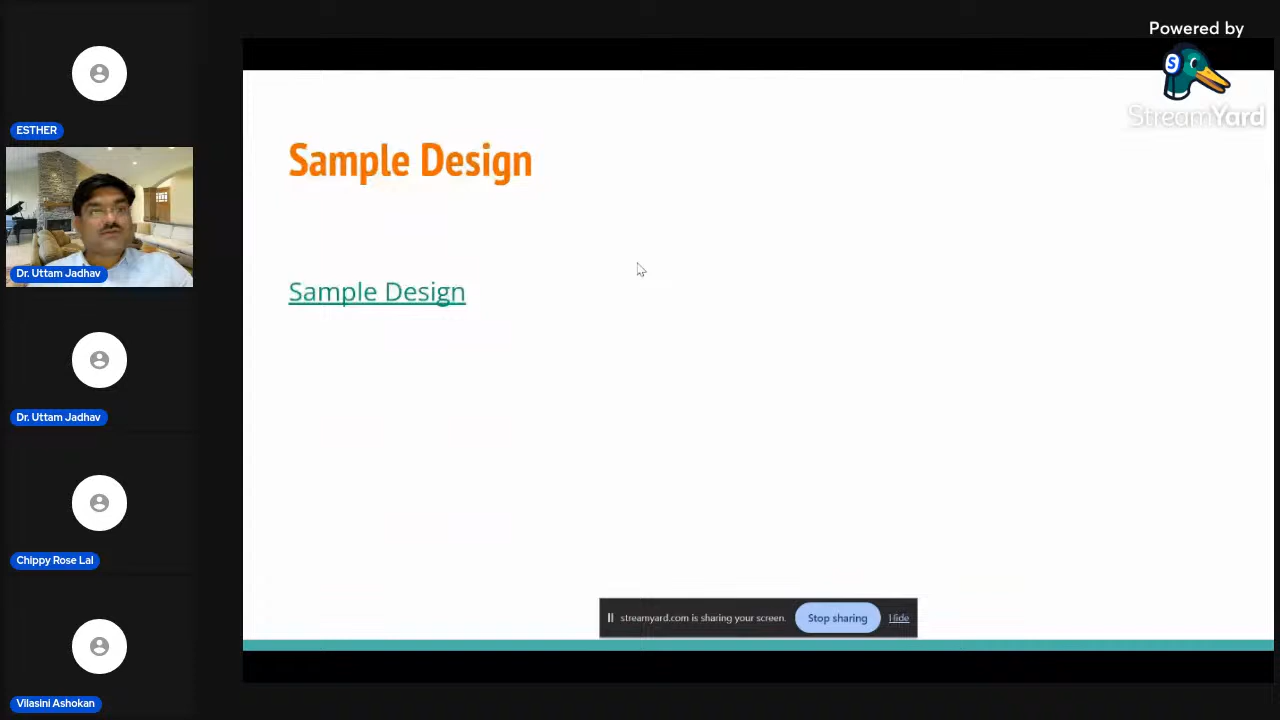 Powered by
StreamYard
ESTHER
Dr. Uttam Jadhav
Dr. Uttam Jadhav
Chippy Rose Lal
Vilasini Ashokan
Sample Design
Sample Design
streamyard.com is sharing your screen. Stop sharing Hide